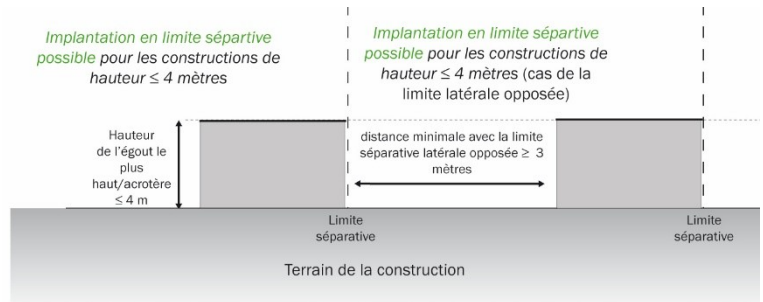 Implantation en limite sépartive
possible pour les constructions de
hauteur ≤ 4 mètres
Implantation en limite sépartive
possible pour les constructions de
hauteur ≤ 4 mètres (cas de la
limite latérale opposée)
Hauteur
de l'égout le
plus
haut/acrotère
≤ 4 m
distance minimale avec la limite
séparative latérale opposée ≥ 3
mètres
Limite
séparative
Limite
séparative
Terrain de la construction